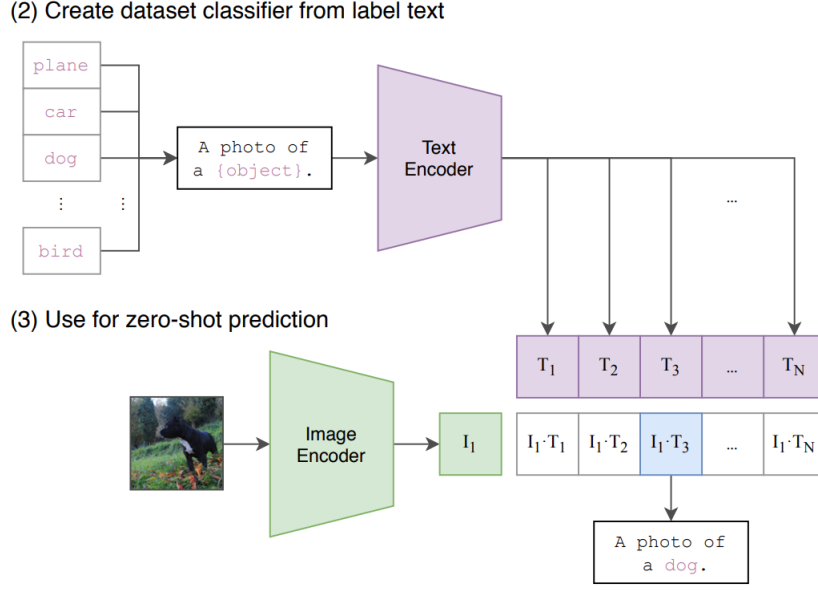 (2) Create dataset classifier from label text
plane
car
dog
⋮
⋮
bird
A photo of
a {object}.
Text
Encoder
...
(3) Use for zero-shot prediction
Image
Encoder
I₁
T₁ T₂ T₃ ... T_N
I₁·T₁ I₁·T₂ I₁·T₃ ... I₁·T_N
A photo of
a dog.